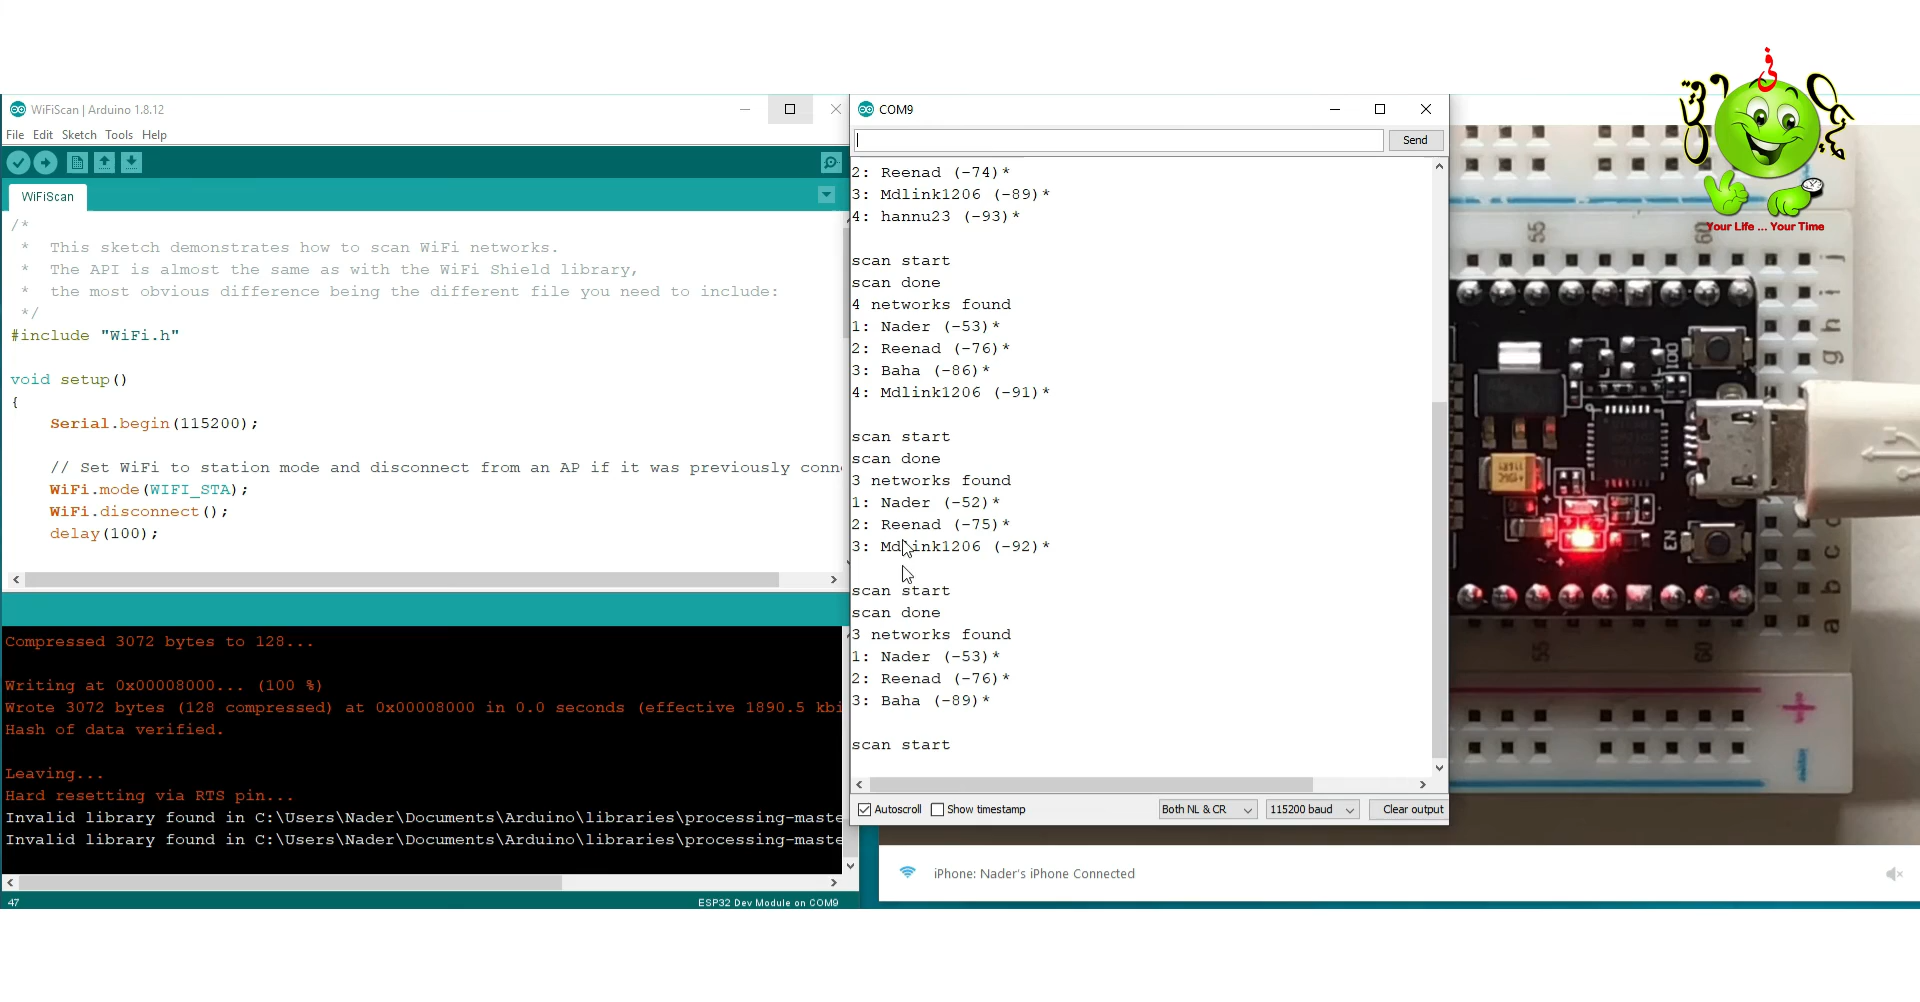 WiFiScan | Arduino 1.8.12
File Edit Sketch Tools Help
WiFiScan
/*
* This sketch demonstrates how to scan WiFi networks.
* The API is almost the same as with the WiFi Shield library,
* the most obvious difference being the different file you need to include:
*/
#include "WiFi.h"
void setup()
{
Serial.begin(115200);
// Set WiFi to station mode and disconnect from an AP if it was previously conn
WiFi.mode(WIFI_STA);
WiFi.disconnect();
delay(100);
Compressed 3072 bytes to 128...
Writing at 0x00008000... (100 %)
Wrote 3072 bytes (128 compressed) at 0x00008000 in 0.0 seconds (effective 1890.5 kbi
Hash of data verified.
Leaving...
Hard resetting via RTS pin...
Invalid library found in C:\Users\Nader\Documents\Arduino\libraries\processing-maste
Invalid library found in C:\Users\Nader\Documents\Arduino\libraries\processing-maste
47
ESP32 Dev Module on COM9
COM9
Send
2: Reenad (-74)*
3: Mdlink1206 (-89)*
4: hannu23 (-93)*
scan start
scan done
4 networks found
1: Nader (-53)*
2: Reenad (-76)*
3: Baha (-86)*
4: Mdlink1206 (-91)*
scan start
scan done
3 networks found
1: Nader (-52)*
2: Reenad (-75)*
3: Mdlink1206 (-92)*
scan start
scan done
3 networks found
1: Nader (-53)*
2: Reenad (-76)*
3: Baha (-89)*
scan start
Autoscroll Show timestamp Both NL & CR 115200 baud Clear output
iPhone: Nader's iPhone Connected
فى
Your Life ... Your Time
55
60
j
i
h
g
IO0
EN
c
b
a
55
60
+